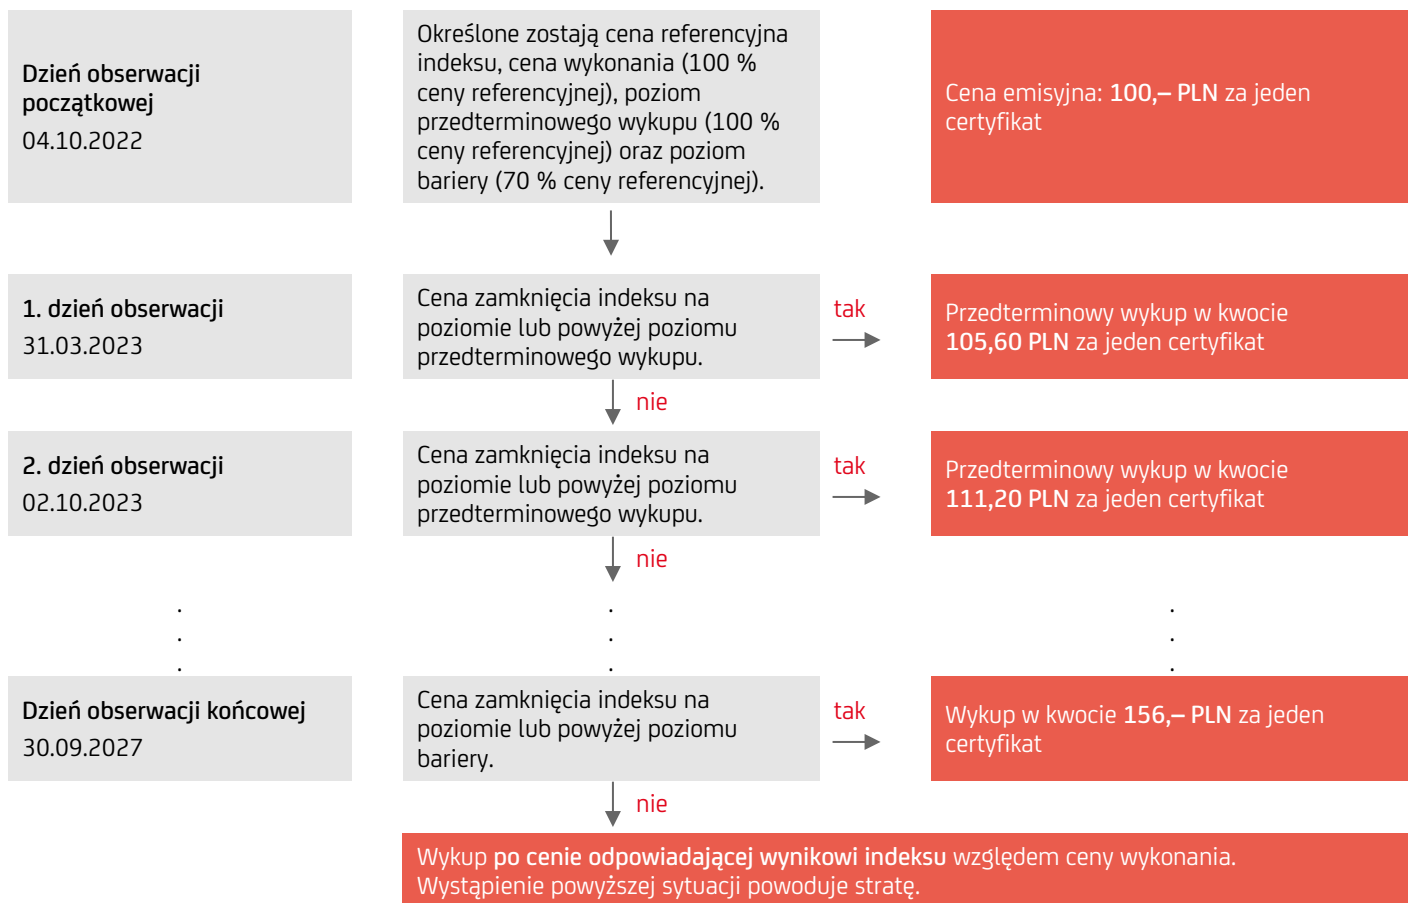 Dzień obserwacji
początkowej
04.10.2022
Określone zostają cena referencyjna
indeksu, cena wykonania (100 %
ceny referencyjnej), poziom
przedterminowego wykupu (100 %
ceny referencyjnej) oraz poziom
bariery (70 % ceny referencyjnej).
Cena emisyjna: 100,– PLN za jeden
certyfikat
1. dzień obserwacji
31.03.2023
Cena zamknięcia indeksu na
poziomie lub powyżej poziomu
przedterminowego wykupu.
tak
Przedterminowy wykup w kwocie
105,60 PLN za jeden certyfikat
nie
2. dzień obserwacji
02.10.2023
Cena zamknięcia indeksu na
poziomie lub powyżej poziomu
przedterminowego wykupu.
tak
Przedterminowy wykup w kwocie
111,20 PLN za jeden certyfikat
nie
. . .
. . .
. . .
Dzień obserwacji końcowej
30.09.2027
Cena zamknięcia indeksu na
poziomie lub powyżej poziomu
bariery.
tak
Wykup w kwocie 156,– PLN za jeden
certyfikat
nie
Wykup po cenie odpowiadającej wynikowi indeksu względem ceny wykonania.
Wystąpienie powyższej sytuacji powoduje stratę.